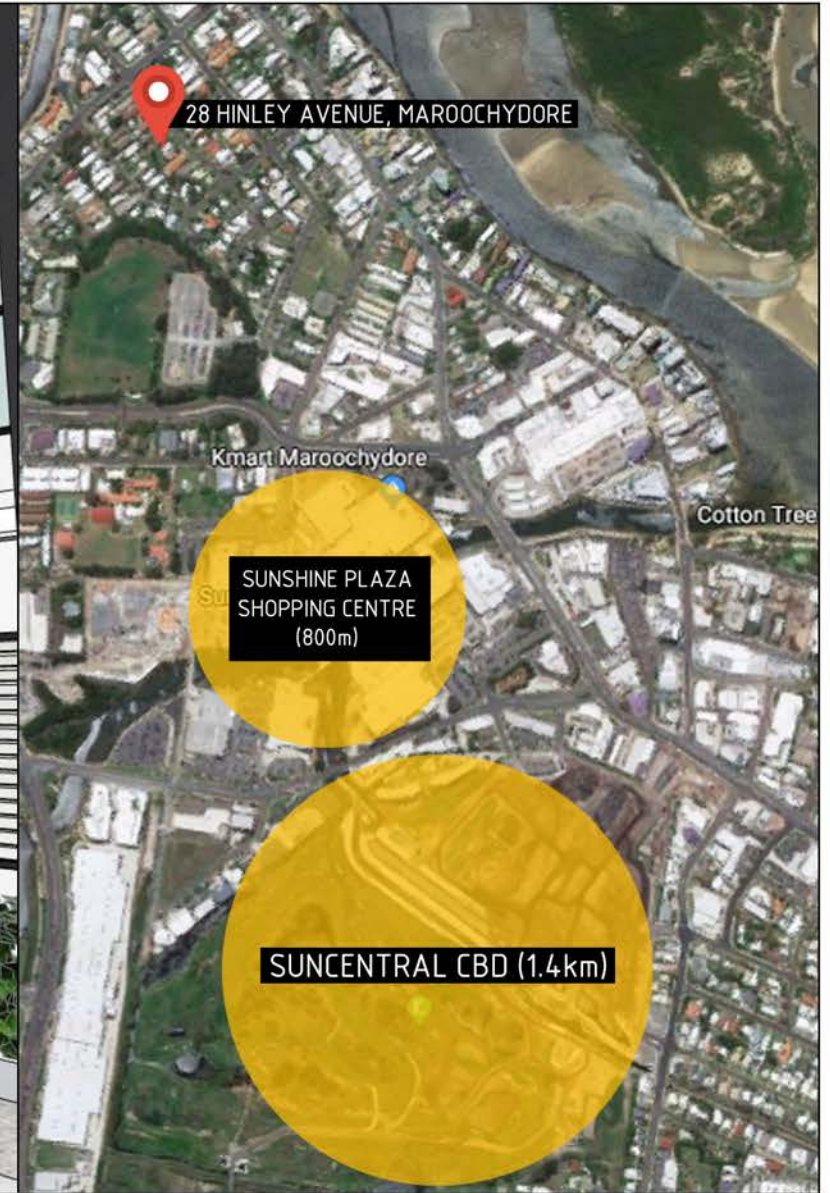 28 HINLEY AVENUE, MAROOCHYDORE
Kmart Maroochydore
Cotton Tree
SUNSHINE PLAZA
SHOPPING CENTRE
(800m)
SUNCENTRAL CBD (1.4km)